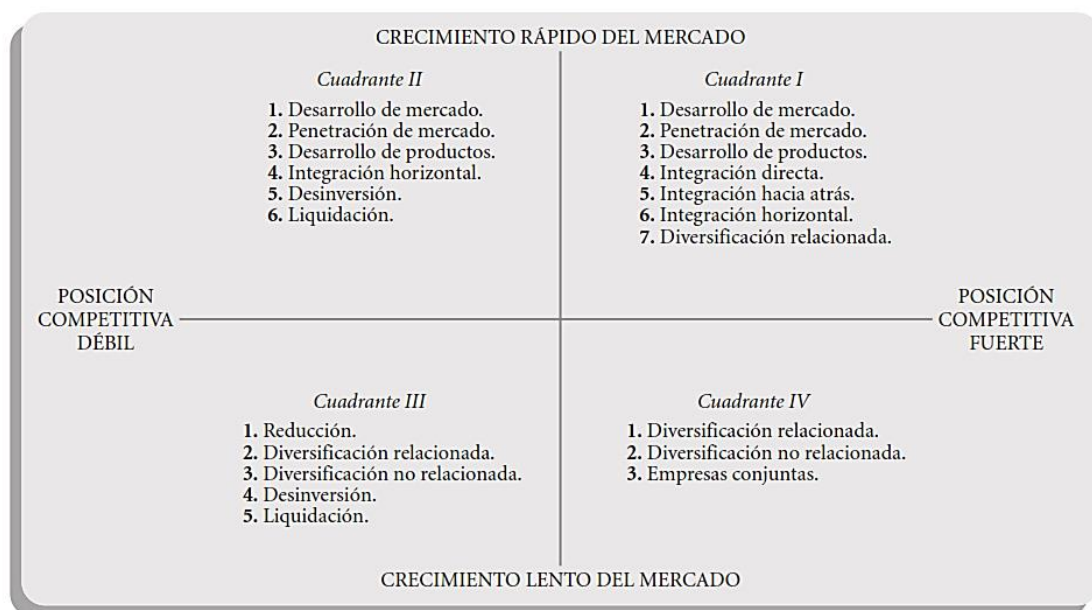 CRECIMIENTO RÁPIDO DEL MERCADO
Cuadrante II
1. Desarrollo de mercado.
2. Penetración de mercado.
3. Desarrollo de productos.
4. Integración horizontal.
5. Desinversión.
6. Liquidación.
Cuadrante I
1. Desarrollo de mercado.
2. Penetración de mercado.
3. Desarrollo de productos.
4. Integración directa.
5. Integración hacia atrás.
6. Integración horizontal.
7. Diversificación relacionada.
POSICIÓN
COMPETITIVA
DÉBIL
POSICIÓN
COMPETITIVA
FUERTE
Cuadrante III
1. Reducción.
2. Diversificación relacionada.
3. Diversificación no relacionada.
4. Desinversión.
5. Liquidación.
Cuadrante IV
1. Diversificación relacionada.
2. Diversificación no relacionada.
3. Empresas conjuntas.
CRECIMIENTO LENTO DEL MERCADO